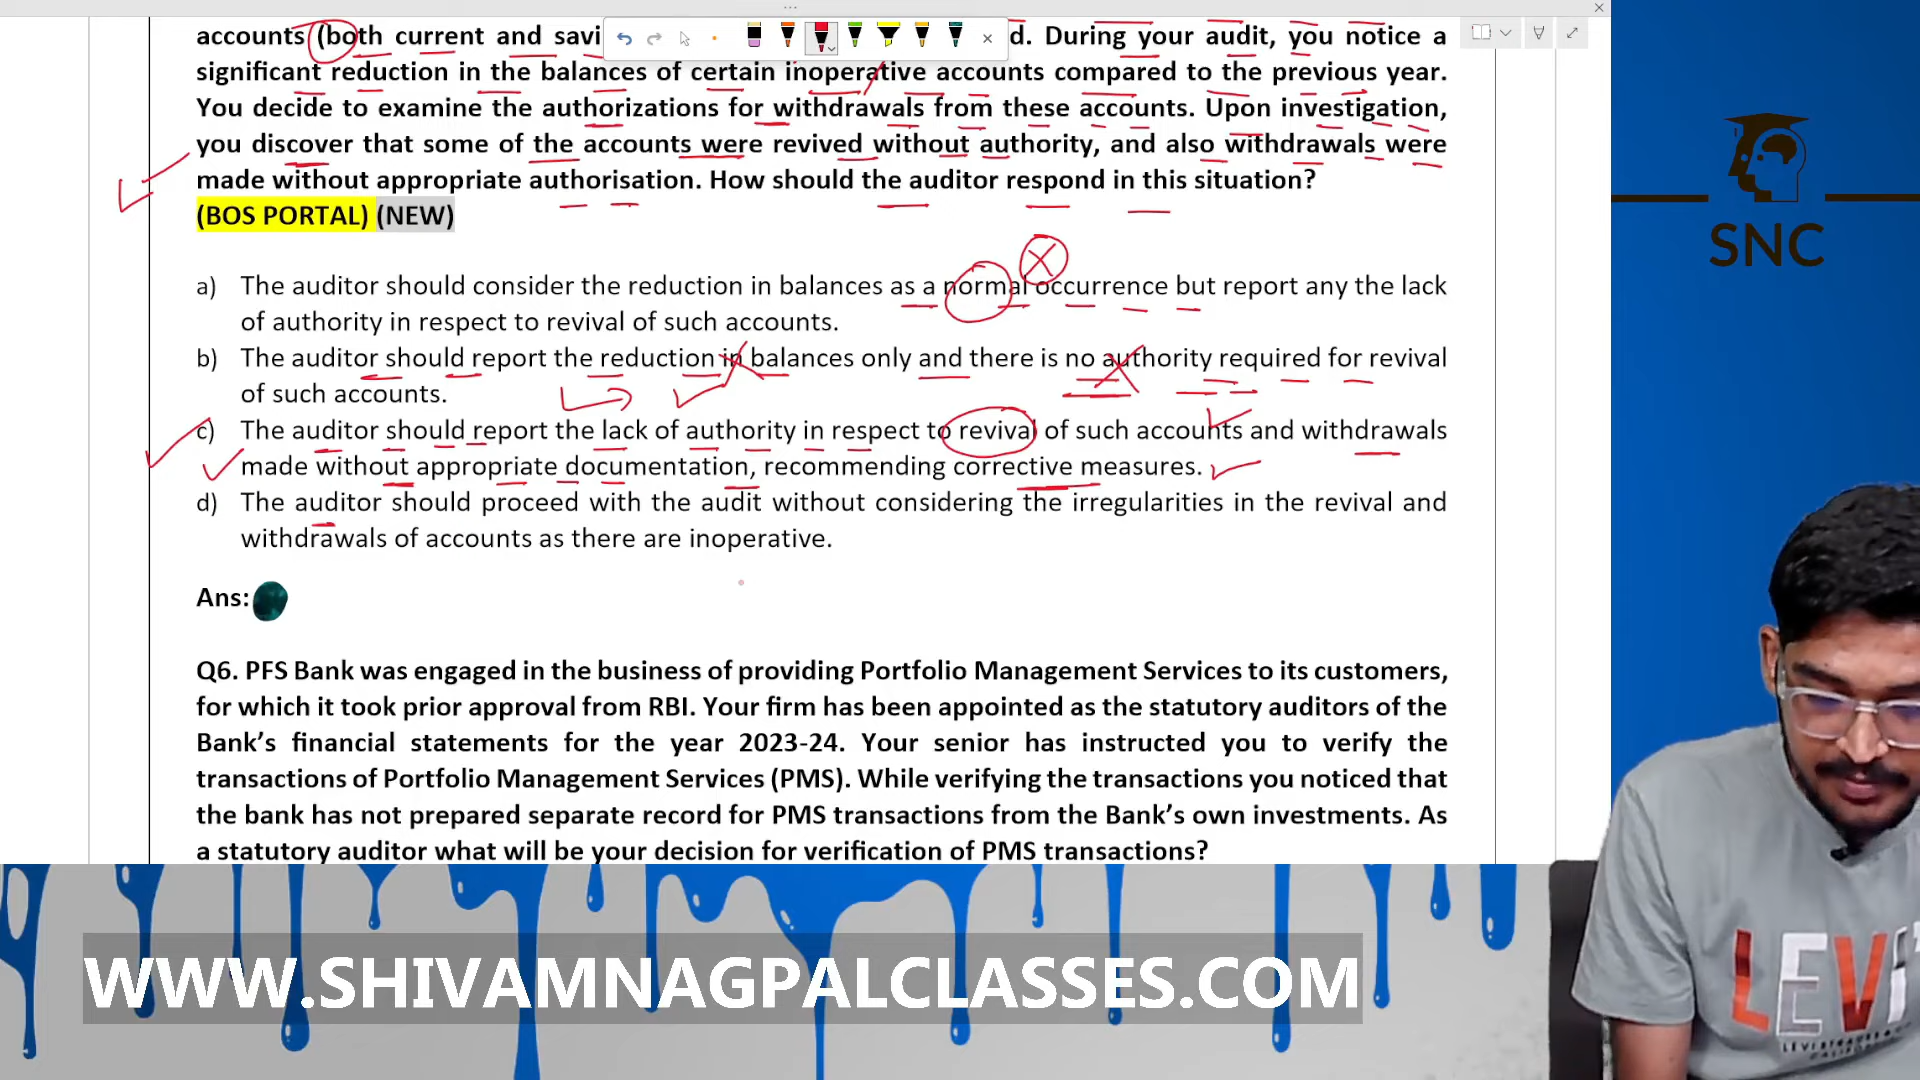 accounts (both current and savi d. During your audit, you notice a
significant reduction in the balances of certain inoperative accounts compared to the previous year.
You decide to examine the authorizations for withdrawals from these accounts. Upon investigation,
you discover that some of the accounts were revived without authority, and also withdrawals were
made without appropriate authorisation. How should the auditor respond in this situation?
(BOS PORTAL) (NEW)
SNC
a) The auditor should consider the reduction in balances as a normal occurrence but report any the lack
of authority in respect to revival of such accounts.
b) The auditor should report the reduction in balances only and there is no authority required for revival
of such accounts.
c) The auditor should report the lack of authority in respect to revival of such accounts and withdrawals
made without appropriate documentation, recommending corrective measures.
d) The auditor should proceed with the audit without considering the irregularities in the revival and
withdrawals of accounts as there are inoperative.
Ans:
Q6. PFS Bank was engaged in the business of providing Portfolio Management Services to its customers,
for which it took prior approval from RBI. Your firm has been appointed as the statutory auditors of the
Bank’s financial statements for the year 2023-24. Your senior has instructed you to verify the
transactions of Portfolio Management Services (PMS). While verifying the transactions you noticed that
the bank has not prepared separate record for PMS transactions from the Bank’s own investments. As
a statutory auditor what will be your decision for verification of PMS transactions?
WWW.SHIVAMNAGPALCLASSES.COM